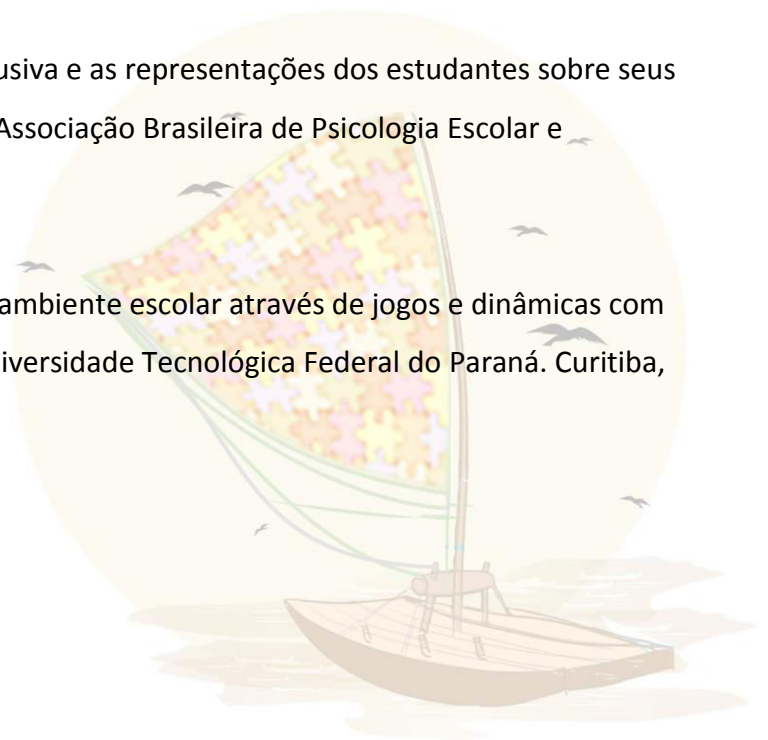 usiva e as representações dos estudantes sobre seus
Associação Brasileira de Psicologia Escolar e
ambiente escolar através de jogos e dinâmicas com
iversidade Tecnológica Federal do Paraná. Curitiba,